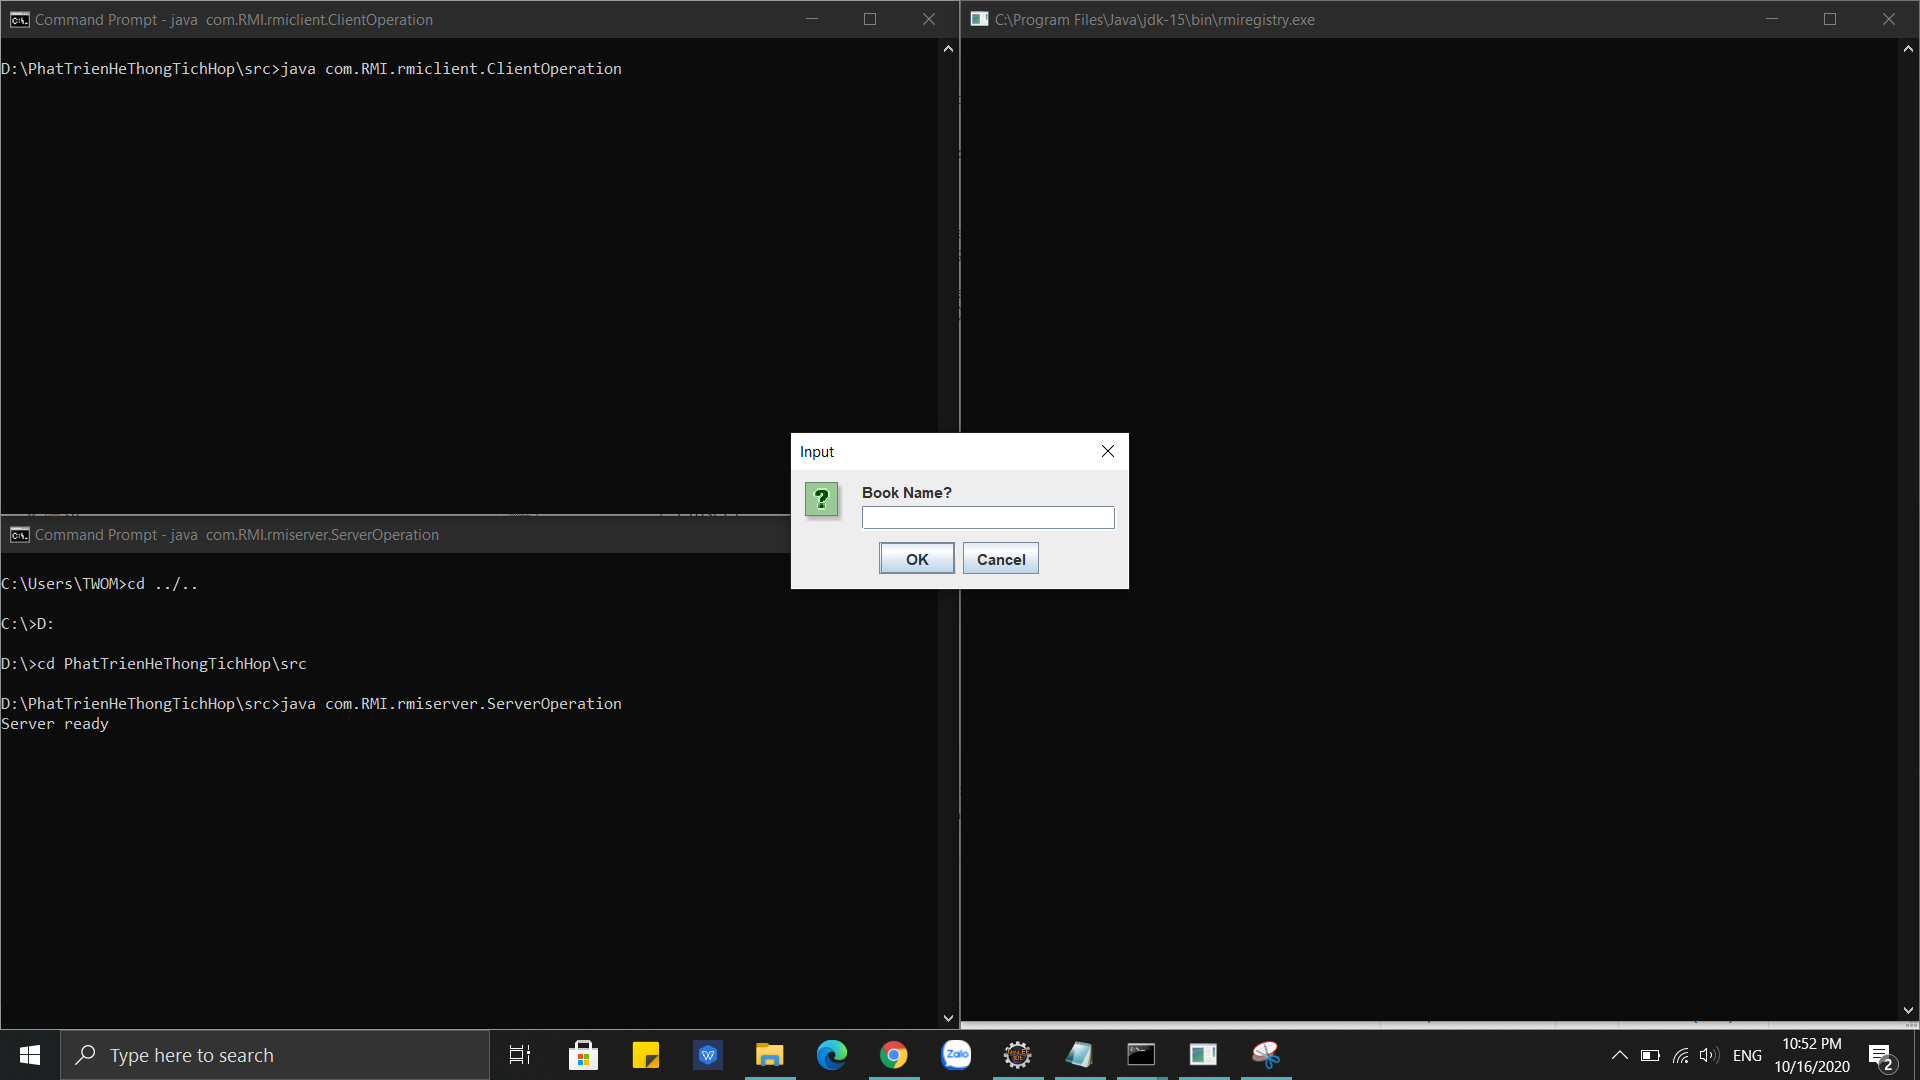 Command Prompt - java  com.RMI.rmiclient.ClientOperation
D:\PhatTrienHeThongTichHop\src>java com.RMI.rmiclient.ClientOperation
C:\Program Files\Java\jdk-15\bin\rmiregistry.exe
Input
Book Name?
OK
Cancel
Command Prompt - java  com.RMI.rmiserver.ServerOperation
C:\Users\TWOM>cd ../..
C:\>D:
D:\>cd PhatTrienHeThongTichHop\src
D:\PhatTrienHeThongTichHop\src>java com.RMI.rmiserver.ServerOperation
Server ready
Type here to search
Zalo
ENG
10:52 PM
10/16/2020
2